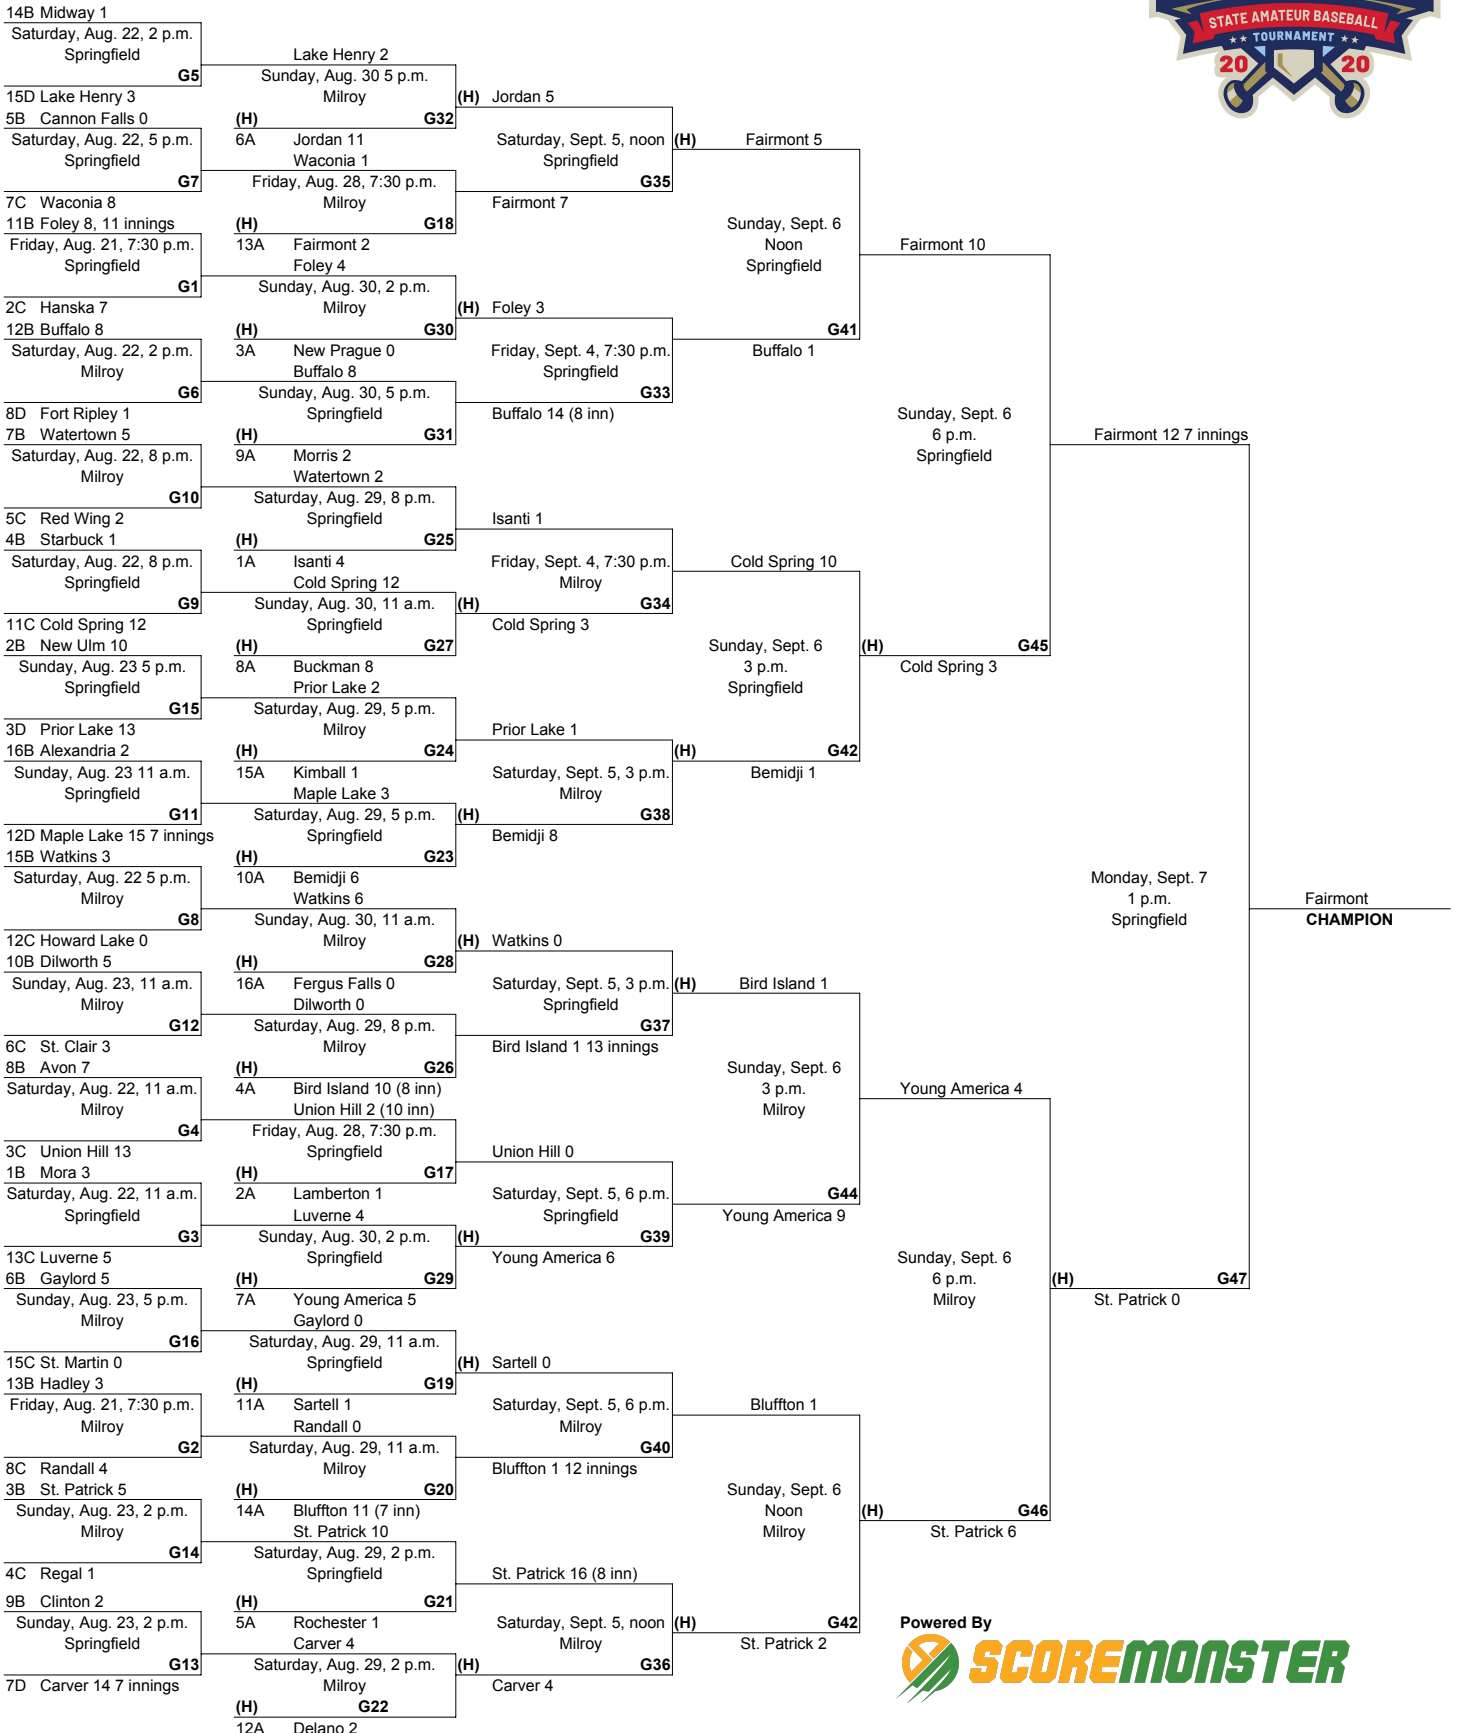 STATE AMATEUR BASEBALL
★★ TOURNAMENT ★★
20 20
14B Midway 1
Saturday, Aug. 22, 2 p.m.
Springfield
G5
15D Lake Henry 3
5B Cannon Falls 0
Saturday, Aug. 22, 5 p.m.
Springfield
G7
7C Waconia 8
11B Foley 8, 11 innings
Friday, Aug. 21, 7:30 p.m.
Springfield
G1
2C Hanska 7
12B Buffalo 8
Saturday, Aug. 22, 2 p.m.
Milroy
G6
8D Fort Ripley 1
7B Watertown 5
Saturday, Aug. 22, 8 p.m.
Milroy
G10
5C Red Wing 2
4B Starbuck 1
Saturday, Aug. 22, 8 p.m.
Springfield
G9
11C Cold Spring 12
2B New Ulm 10
Sunday, Aug. 23 5 p.m.
Springfield
G15
3D Prior Lake 13
16B Alexandria 2
Sunday, Aug. 23 11 a.m.
Springfield
G11
12D Maple Lake 15 7 innings
15B Watkins 3
Saturday, Aug. 22 5 p.m.
Milroy
G8
12C Howard Lake 0
10B Dilworth 5
Sunday, Aug. 23, 11 a.m.
Milroy
G12
6C St. Clair 3
8B Avon 7
Saturday, Aug. 22, 11 a.m.
Milroy
G4
3C Union Hill 13
1B Mora 3
Saturday, Aug. 22, 11 a.m.
Springfield
G3
13C Luverne 5
6B Gaylord 5
Sunday, Aug. 23, 5 p.m.
Milroy
G16
15C St. Martin 0
13B Hadley 3
Friday, Aug. 21, 7:30 p.m.
Milroy
G2
8C Randall 4
3B St. Patrick 5
Sunday, Aug. 23, 2 p.m.
Milroy
G14
4C Regal 1
9B Clinton 2
Sunday, Aug. 23, 2 p.m.
Springfield
G13
7D Carver 14 7 innings
Lake Henry 2
Sunday, Aug. 30 5 p.m.
Milroy
(H) G32
6A Jordan 11
Waconia 1
Friday, Aug. 28, 7:30 p.m.
Milroy
(H) G18
13A Fairmont 2
Foley 4
Sunday, Aug. 30, 2 p.m.
Milroy
(H) G30
3A New Prague 0
Buffalo 8
Sunday, Aug. 30, 5 p.m.
Springfield
(H) G31
9A Morris 2
Watertown 2
Saturday, Aug. 29, 8 p.m.
Springfield
(H) G25
1A Isanti 4
Cold Spring 12
Sunday, Aug. 30, 11 a.m.
Springfield
(H) G27
8A Buckman 8
Prior Lake 2
Saturday, Aug. 29, 5 p.m.
Milroy
(H) G24
15A Kimball 1
Maple Lake 3
Saturday, Aug. 29, 5 p.m.
Springfield
(H) G23
10A Bemidji 6
Watkins 6
Sunday, Aug. 30, 11 a.m.
Milroy
(H) G28
16A Fergus Falls 0
Dilworth 0
Saturday, Aug. 29, 8 p.m.
Milroy
(H) G26
4A Bird Island 10 (8 inn)
Union Hill 2 (10 inn)
Friday, Aug. 28, 7:30 p.m.
Springfield
(H) G17
2A Lamberton 1
Luverne 4
Sunday, Aug. 30, 2 p.m.
Springfield
(H) G29
7A Young America 5
Gaylord 0
Saturday, Aug. 29, 11 a.m.
Springfield
(H) G19
11A Sartell 1
Randall 0
Saturday, Aug. 29, 11 a.m.
Milroy
(H) G20
14A Bluffton 11 (7 inn)
St. Patrick 10
Saturday, Aug. 29, 2 p.m.
Springfield
(H) G21
5A Rochester 1
Carver 4
Saturday, Aug. 29, 2 p.m.
Milroy
(H) G22
12A Delano 2
(H) Jordan 5
Saturday, Sept. 5, noon
Springfield
G35
Fairmont 7
(H) Foley 3
Friday, Sept. 4, 7:30 p.m.
Springfield
G33
Buffalo 14 (8 inn)
Isanti 1
Friday, Sept. 4, 7:30 p.m.
Milroy
(H) G34
Cold Spring 3
Prior Lake 1
Saturday, Sept. 5, 3 p.m.
Milroy
(H) G38
Bemidji 8
(H) Watkins 0
Saturday, Sept. 5, 3 p.m.
Springfield
G37
Bird Island 1 13 innings
Union Hill 0
Saturday, Sept. 5, 6 p.m.
Springfield
(H) G39
Young America 6
(H) Sartell 0
Saturday, Sept. 5, 6 p.m.
Milroy
G40
Bluffton 1 12 innings
St. Patrick 16 (8 inn)
Saturday, Sept. 5, noon
Milroy
(H) G36
Carver 4
(H) Fairmont 5
Sunday, Sept. 6
Noon
Springfield
G41
Buffalo 1
Cold Spring 10
Sunday, Sept. 6
3 p.m.
Springfield
(H) G42
Bemidji 1
(H) Bird Island 1
Sunday, Sept. 6
3 p.m.
Milroy
G44
Young America 9
Bluffton 1
Sunday, Sept. 6
Noon
Milroy
(H) G42
St. Patrick 2
Fairmont 10
Sunday, Sept. 6
6 p.m.
Springfield
(H) G45
Cold Spring 3
Young America 4
Sunday, Sept. 6
6 p.m.
Milroy
(H) G46
St. Patrick 6
Fairmont 12 7 innings
Monday, Sept. 7
1 p.m.
Springfield
(H) G47
St. Patrick 0
Fairmont
CHAMPION
Powered By
SCOREMONSTER